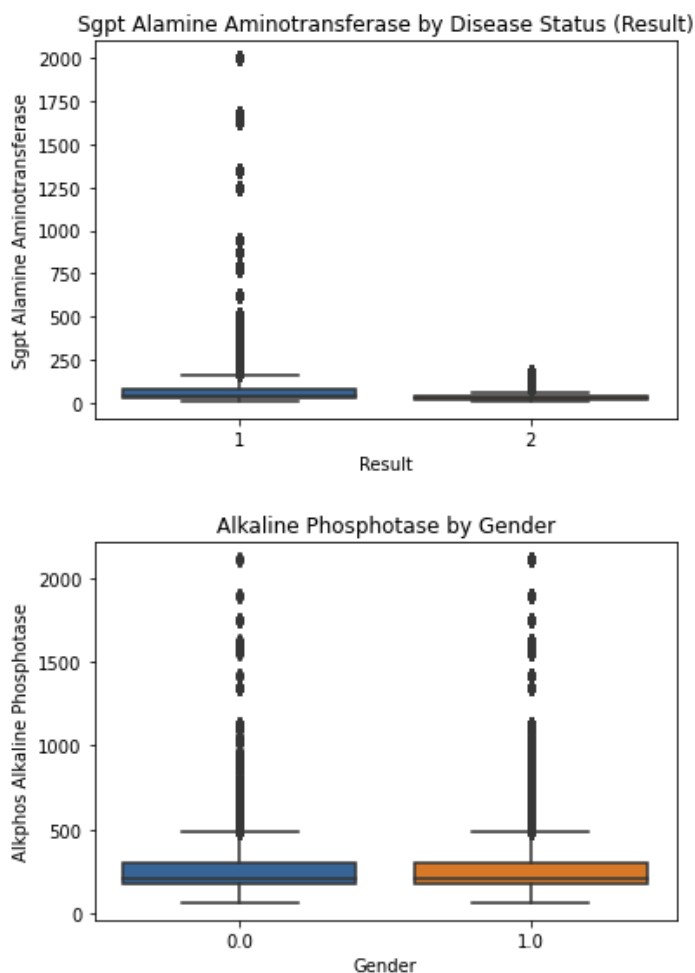 Sgpt Alamine Aminotransferase by Disease Status (Result)
2000
1750
1500
1250
1000
750
500
250
0
Sgpt Alamine Aminotransferase
1 2
Result
Alkaline Phosphotase by Gender
2000
1500
1000
500
0
Alkphos Alkaline Phosphotase
0.0 1.0
Gender